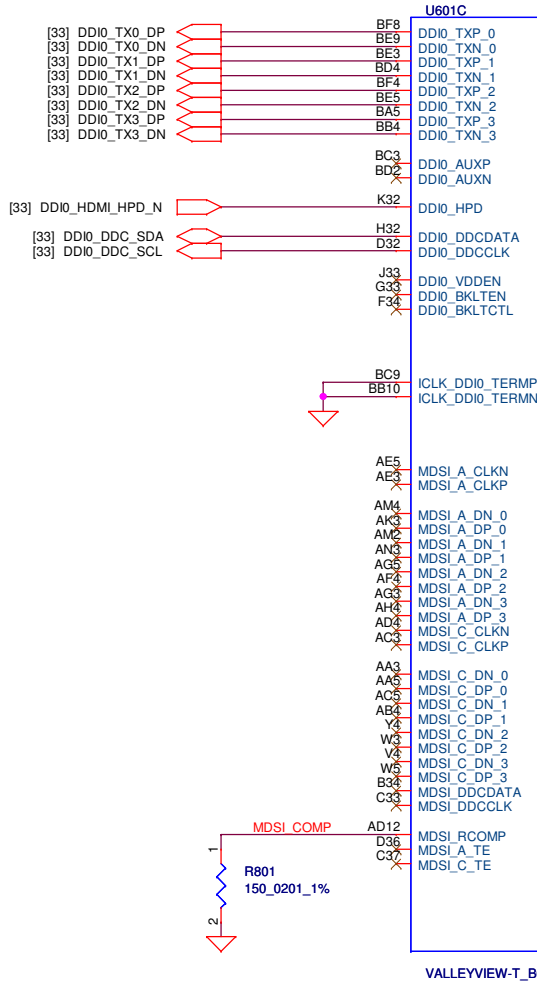 U601C
[33] DDI0_TX0_DP BF8 DDI0_TXP_0
[33] DDI0_TX0_DN BE9 DDI0_TXN_0
[33] DDI0_TX1_DP BE3 DDI0_TXP_1
[33] DDI0_TX1_DN BD4 DDI0_TXN_1
[33] DDI0_TX2_DP BF4 DDI0_TXP_2
[33] DDI0_TX2_DN BE5 DDI0_TXN_2
[33] DDI0_TX3_DP BA5 DDI0_TXP_3
[33] DDI0_TX3_DN BB4 DDI0_TXN_3
BC3 DDI0_AUXP
BD2 DDI0_AUXN
[33] DDI0_HDMI_HPD_N K32 DDI0_HPD
[33] DDI0_DDC_SDA H32 DDI0_DDCDATA
[33] DDI0_DDC_SCL D32 DDI0_DDCCLK
J33 DDI0_VDDEN
G33 DDI0_BKLTEN
F34 DDI0_BKLTCTL
BC9 ICLK_DDI0_TERMP
BB10 ICLK_DDI0_TERMN
AE5 MDSI_A_CLKN
AE3 MDSI_A_CLKP
AM4 MDSI_A_DN_0
AK3 MDSI_A_DP_0
AM2 MDSI_A_DN_1
AN3 MDSI_A_DP_1
AG5 MDSI_A_DN_2
AF4 MDSI_A_DP_2
AG3 MDSI_A_DN_3
AH4 MDSI_A_DP_3
AD4 MDSI_C_CLKN
AC3 MDSI_C_CLKP
AA3 MDSI_C_DN_0
AA5 MDSI_C_DP_0
AC5 MDSI_C_DN_1
AB4 MDSI_C_DP_1
Y4 MDSI_C_DN_2
W3 MDSI_C_DP_2
V4 MDSI_C_DN_3
W5 MDSI_C_DP_3
B34 MDSI_DDCDATA
C33 MDSI_DDCCLK
MDSI_COMP AD12 MDSI_RCOMP
D36 MDSI_A_TE
C37 MDSI_C_TE
1
R801
150_0201_1%
2
VALLEYVIEW-T_B